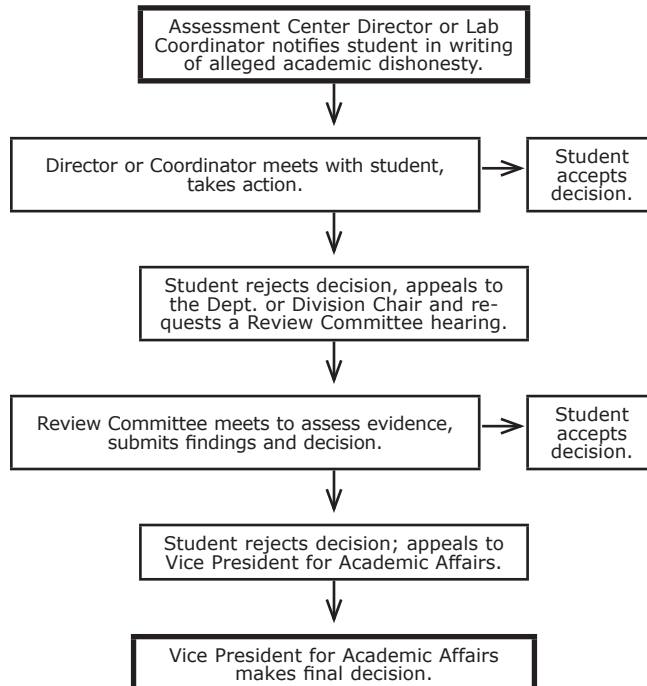 Assessment Center Director or Lab
Coordinator notifies student in writing
of alleged academic dishonesty.
Director or Coordinator meets with student,
takes action.
Student
accepts
decision.
Student rejects decision, appeals to
the Dept. or Division Chair and re-
quests a Review Committee hearing.
Review Committee meets to assess evidence,
submits findings and decision.
Student
accepts
decision.
Student rejects decision; appeals to
Vice President for Academic Affairs.
Vice President for Academic Affairs
makes final decision.